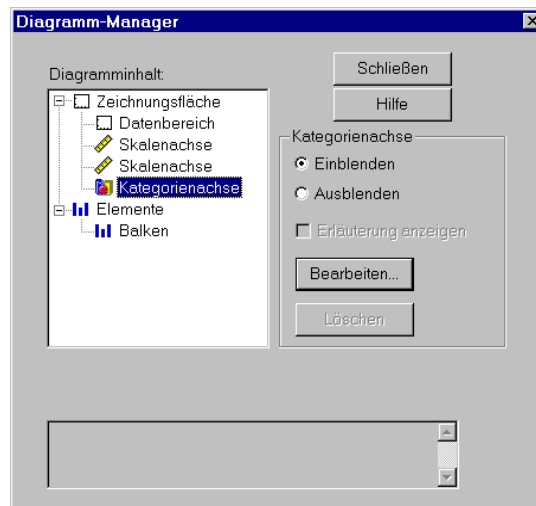 Diagramm-Manager
Diagramminhalt:
Zeichnungsfläche
Datenbereich
Skalenachse
Skalenachse
Kategorienachse
Elemente
Balken
Schließen
Hilfe
Kategorienachse
Einblenden
Ausblenden
Erläuterung anzeigen
Bearbeiten...
Löschen